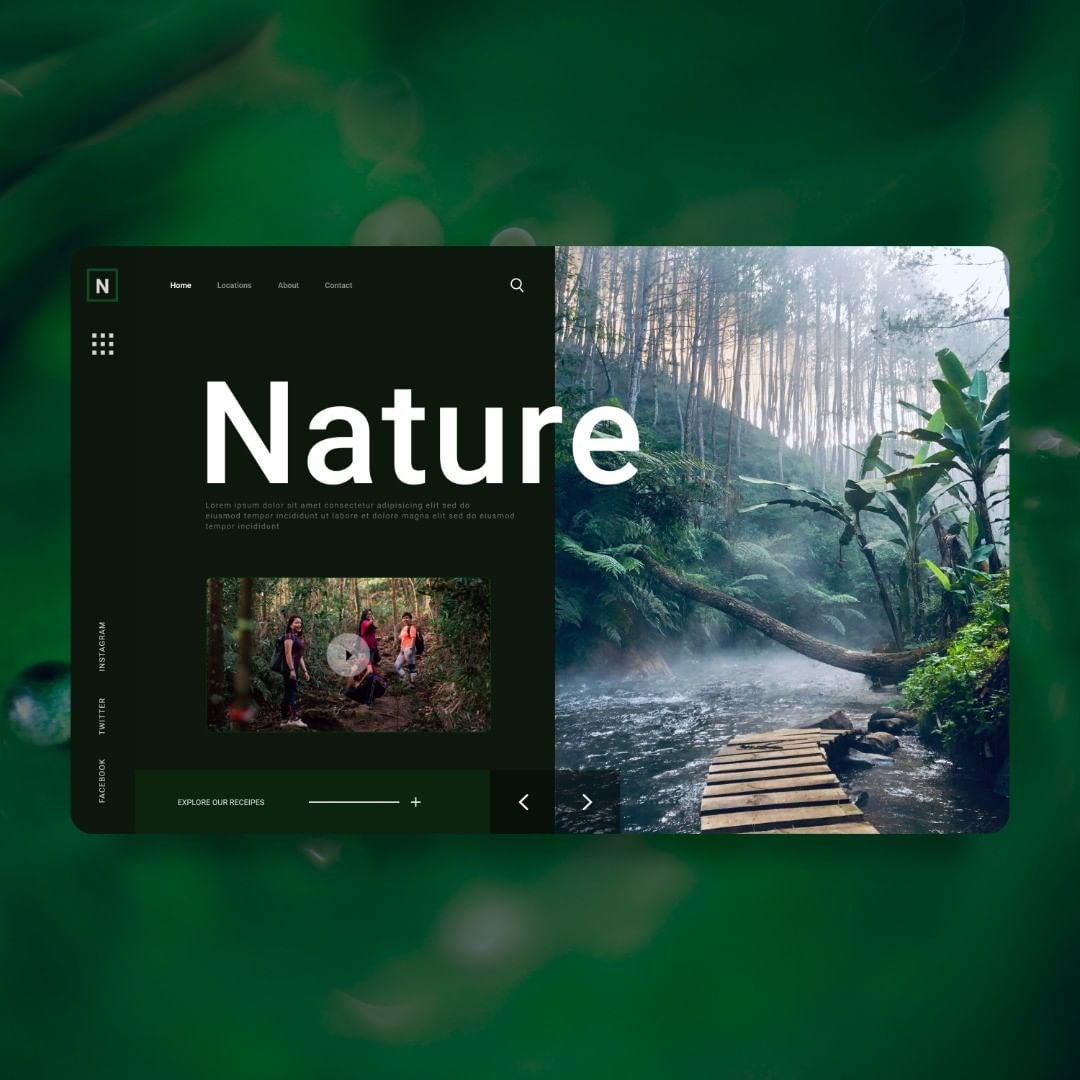 N
Home Locations About Contact
Nature
Lorem ipsum dolor sit amet consectetur adipisicing elit sed do
eiusmod tempor incididunt ut labore et dolore magna elit sed do eiusmod
tempor incididunt
INSTAGRAM
TWITTER
FACEBOOK
EXPLORE OUR RECEIPES